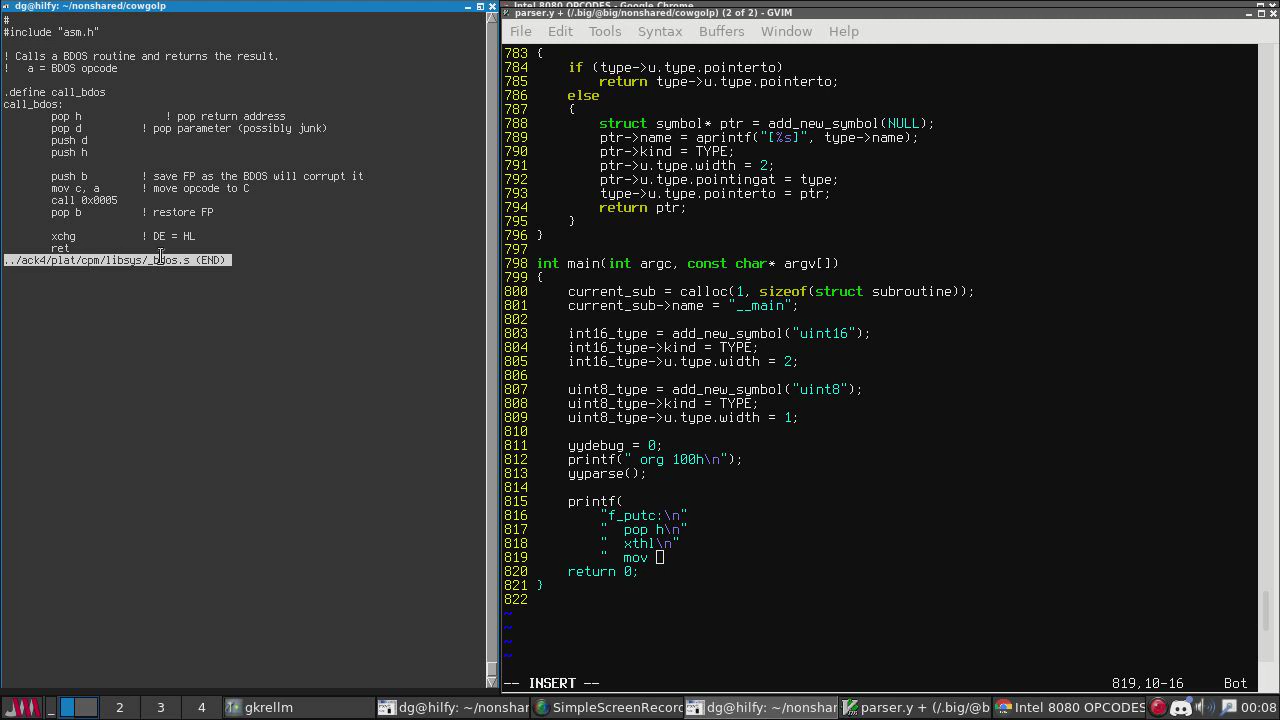 dg@hilfy: ~/nonshared/cowgolp
#
#include "asm.h"
! Calls a BDOS routine and returns the result.
!   a = BDOS opcode
.define call_bdos
call_bdos:
pop h ! pop return address
pop d ! pop parameter (possibly junk)
push d
push h
push b ! save FP as the BDOS will corrupt it
mov c, a ! move opcode to C
call 0x0005
pop b ! restore FP
xchg ! DE = HL
ret
../ack4/plat/cpm/libsys/_bdos.s (END)
Intel 8080 OPCODES - Google Chrome
parser.y + (/.big/@big/nonshared/cowgolp) (2 of 2) - GVIM
File Edit Tools Syntax Buffers Window Help
783 {
784     if (type->u.type.pointerto)
785         return type->u.type.pointerto;
786     else
787     {
788         struct symbol* ptr = add_new_symbol(NULL);
789         ptr->name = aprintf("[%s]", type->name);
790         ptr->kind = TYPE;
791         ptr->u.type.width = 2;
792         ptr->u.type.pointingat = type;
793         type->u.type.pointerto = ptr;
794         return ptr;
795     }
796 }
797
798 int main(int argc, const char* argv[])
799 {
800     current_sub = calloc(1, sizeof(struct subroutine));
801     current_sub->name = "__main";
802
803     int16_type = add_new_symbol("uint16");
804     int16_type->kind = TYPE;
805     int16_type->u.type.width = 2;
806
807     uint8_type = add_new_symbol("uint8");
808     uint8_type->kind = TYPE;
809     uint8_type->u.type.width = 1;
810
811     yydebug = 0;
812     printf(" org 100h\n");
813     yyparse();
814
815     printf(
816         "f_putc:\n"
817         "  pop h\n"
818         "  xthl\n"
819         "  mov
820     return 0;
821 }
822
~
~
~
~
-- INSERT -- 819,10-16 Bot
2 3 4 gkrellm dg@hilfy: ~/nonshar SimpleScreenRecor dg@hilfy: ~/nonshar parser.y + (/.big/@b Intel 8080 OPCODES 00:08